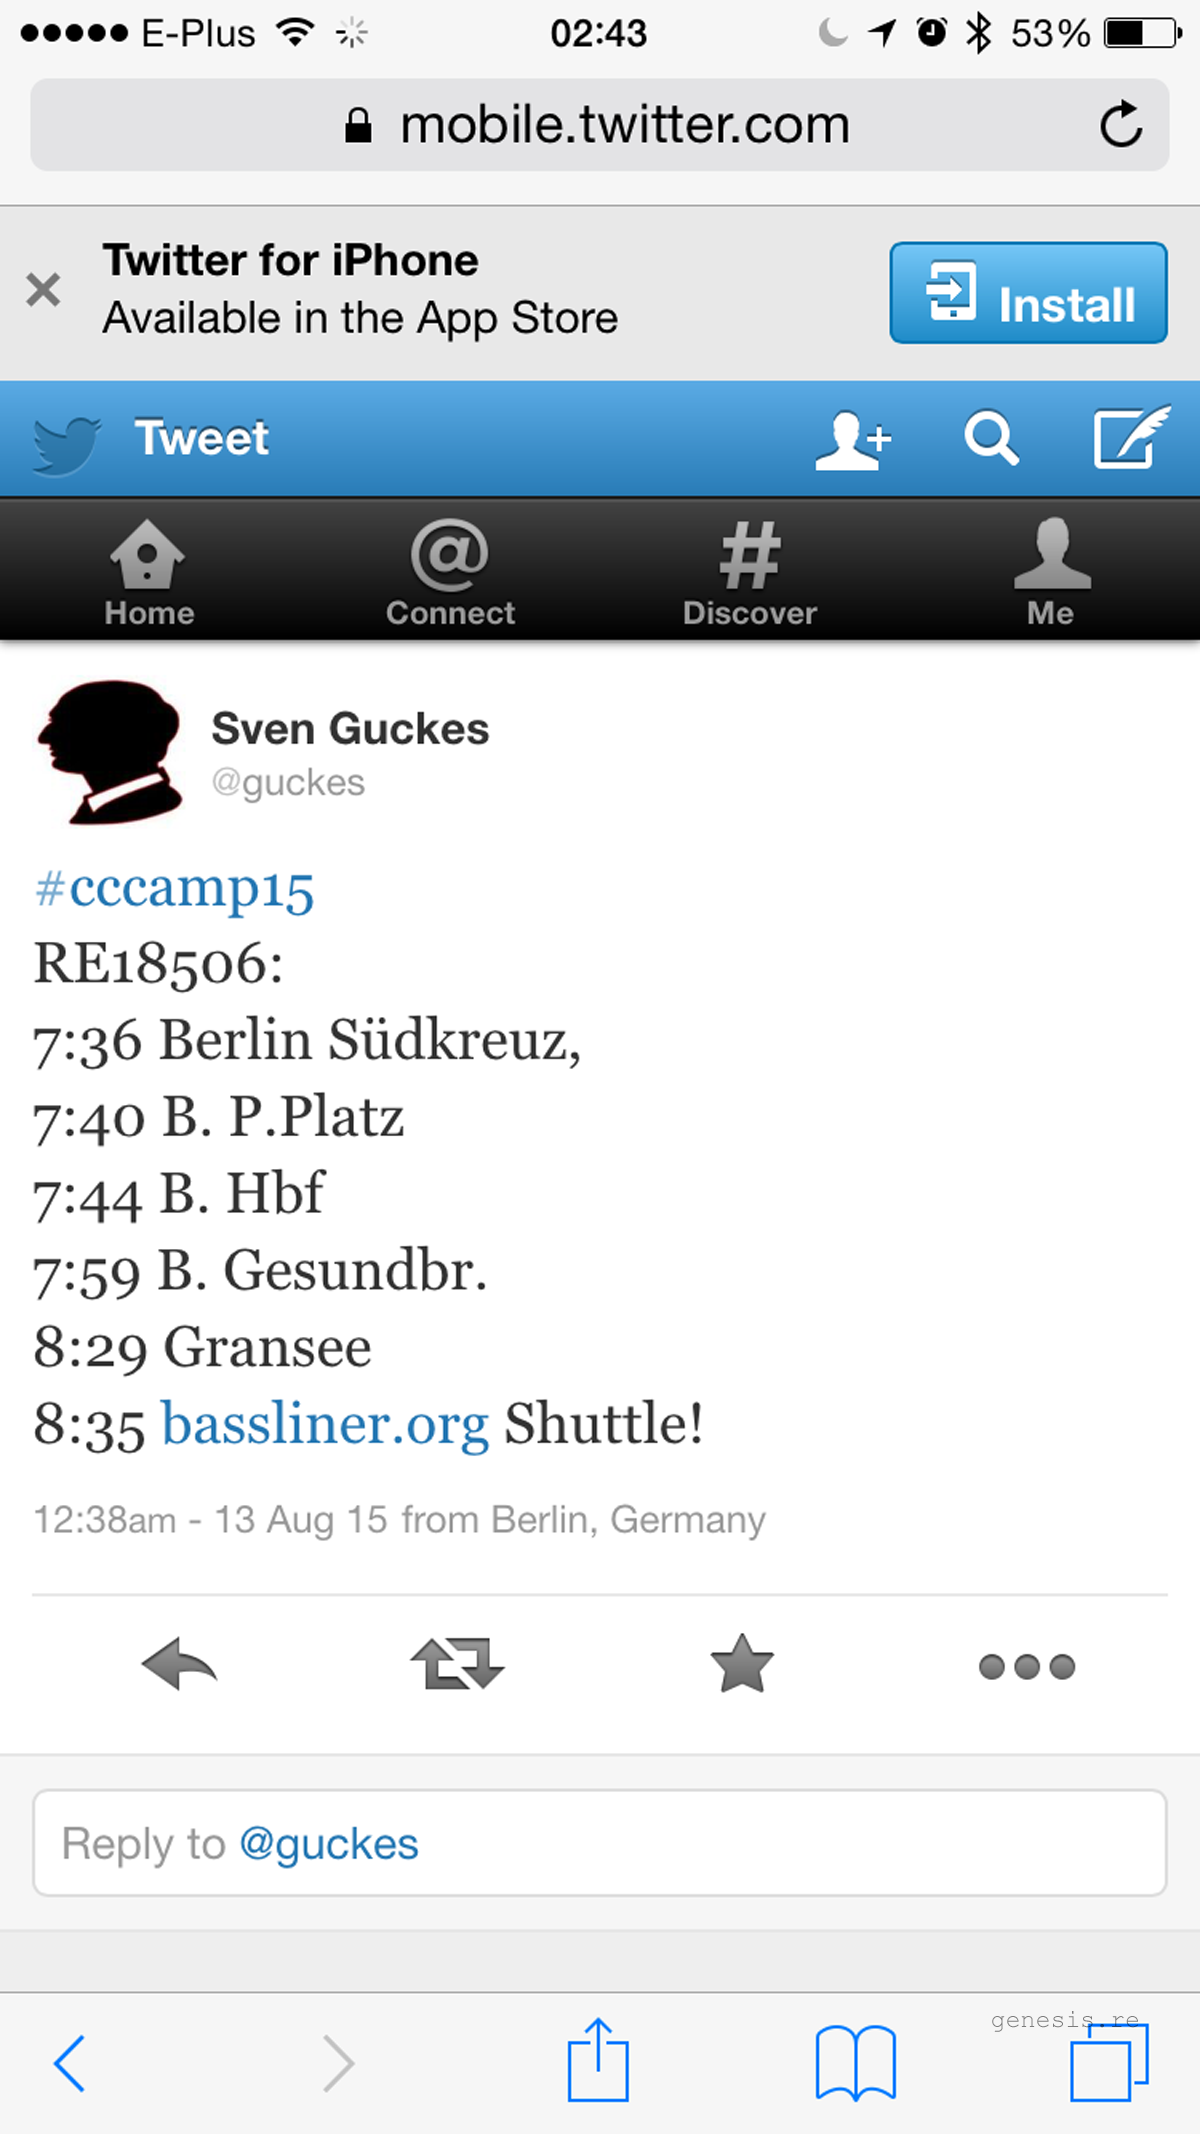 E-Plus 02:43 53%
mobile.twitter.com
Twitter for iPhone
Available in the App Store
Install
Tweet
Home Connect Discover Me
Sven Guckes
@guckes
#cccamp15
RE18506:
7:36 Berlin Südkreuz,
7:40 B. P.Platz
7:44 B. Hbf
7:59 B. Gesundbr.
8:29 Gransee
8:35 bassliner.org Shuttle!
12:38am - 13 Aug 15 from Berlin, Germany
Reply to @guckes
genesis.re